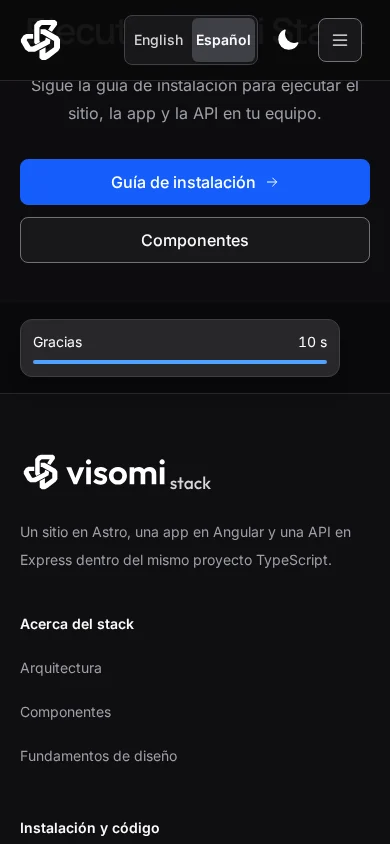 English
Español
Sigue la guía de instalación para ejecutar el
sitio, la app y la API en tu equipo.
Guía de instalación →
Componentes
Gracias
10 s
visomi stack
Un sitio en Astro, una app en Angular y una API en
Express dentro del mismo proyecto TypeScript.
Acerca del stack
Arquitectura
Componentes
Fundamentos de diseño
Instalación y código